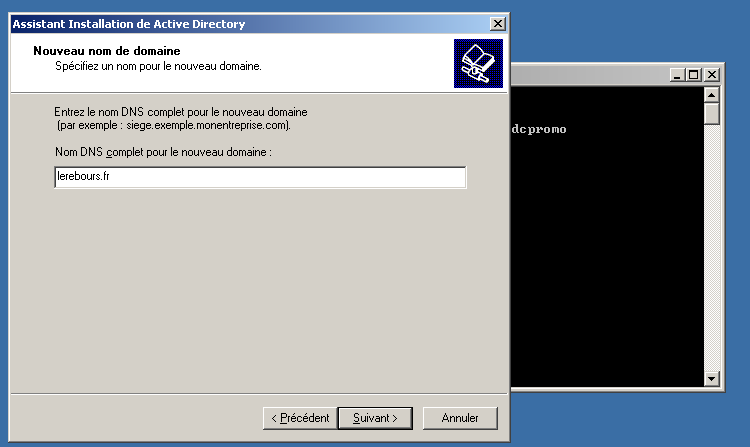 Assistant Installation de Active Directory
Nouveau nom de domaine
Spécifiez un nom pour le nouveau domaine.
Entrez le nom DNS complet pour le nouveau domaine
(par exemple : siege.exemple.monentreprise.com).
Nom DNS complet pour le nouveau domaine :
lerebours.fr
dcpromo
< Précédent
Suivant >
Annuler